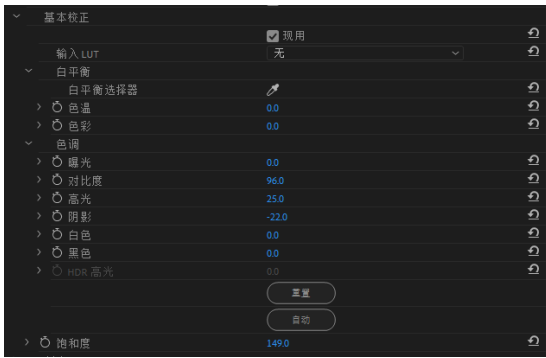 基本校正
现用
输入 LUT 无
白平衡
白平衡选择器
色温 0.0
色彩 0.0
色调
曝光 0.0
对比度 96.0
高光 25.0
阴影 -22.0
白色 0.0
黑色 0.0
HDR 高光 0.0
重置
自动
饱和度 149.0